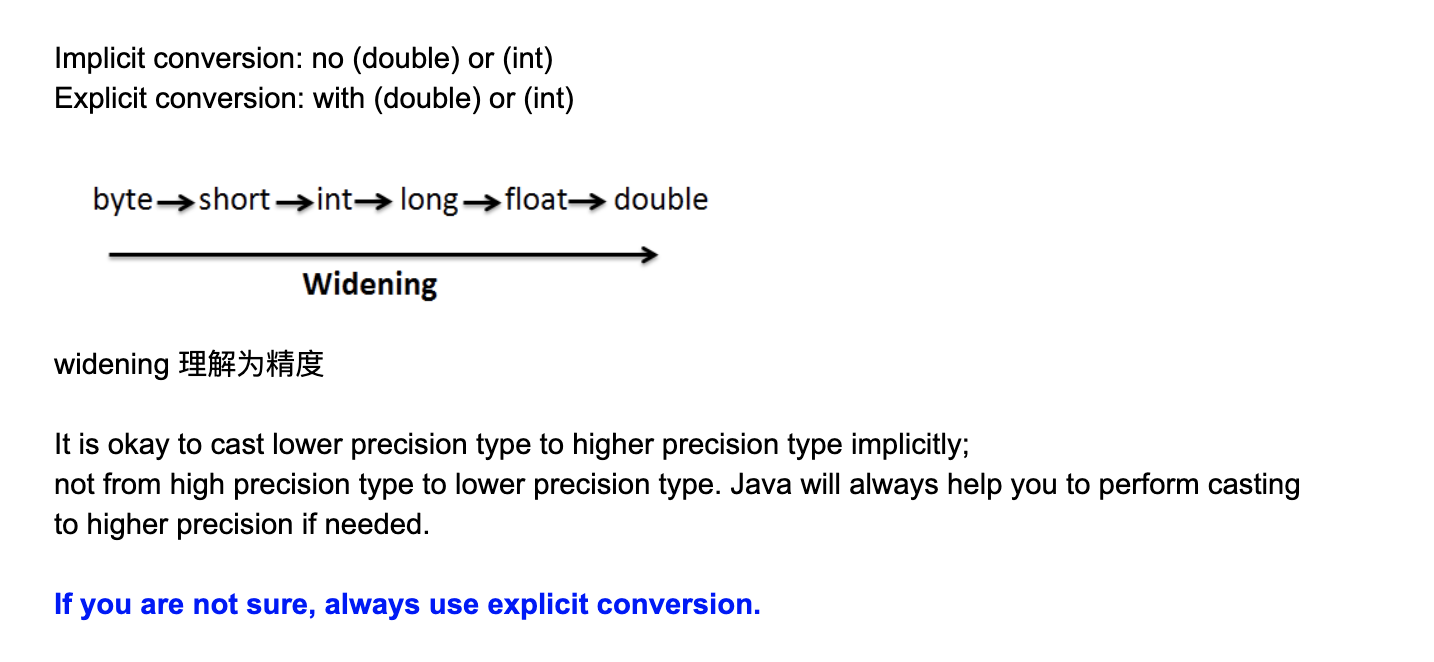 Implicit conversion: no (double) or (int)
Explicit conversion: with (double) or (int)
byte→short→int→ long→float→ double
Widening
widening 理解为精度
It is okay to cast lower precision type to higher precision type implicitly;
not from high precision type to lower precision type. Java will always help you to perform casting
to higher precision if needed.
If you are not sure, always use explicit conversion.